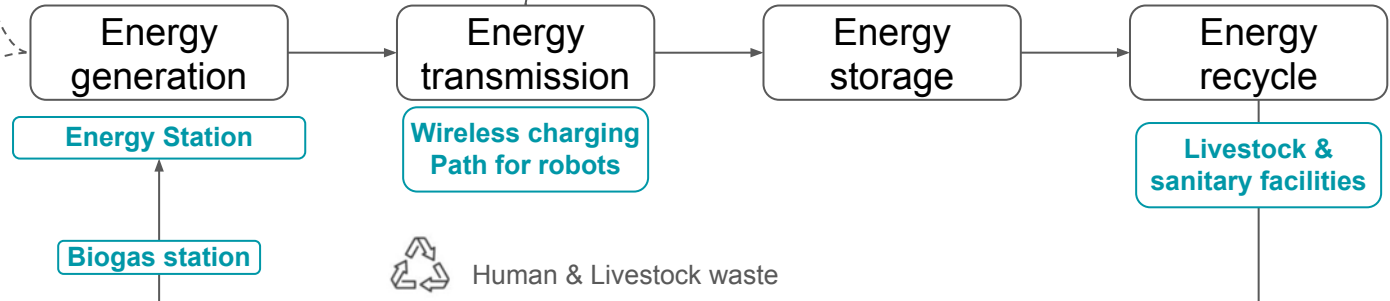 Energy
generation
Energy
transmission
Energy
storage
Energy
recycle
Energy Station
Wireless charging
Path for robots
Livestock &
sanitary facilities
Biogas station
Human & Livestock waste